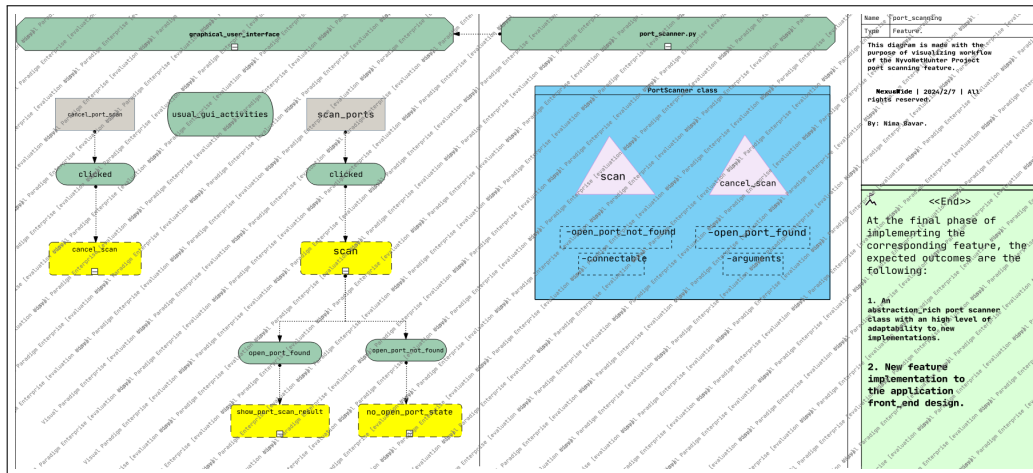 graphical_user_interface
port_scanner.py
Name
port_scanning
Type
Feature.
This diagram is made with the
purpose of visualizing workflow
of the NyvoNetHunter Project
port scanning feature.
NexusWide | 2024/2/7 | All
rights reserved.
By: Nima Bavar.
cancel_port_scan
usual_gui_activities
scan_ports
clicked
clicked
cancel_scan
scan
open_port_found
open_port_not_found
show_port_scan_result
no_open_port_state
PortScanner class
scan
cancel_scan
~open_port_not_found
~open_port_found
~connectable
~arguments
<<End>>
At the final phase of
implementing the
corresponding feature, the
expected outcomes are the
following:
1. An
abstraction_rich port scanner
class with an high level of
adaptability to new
implementations.
2. New feature
implementation to
the application
front_end design.